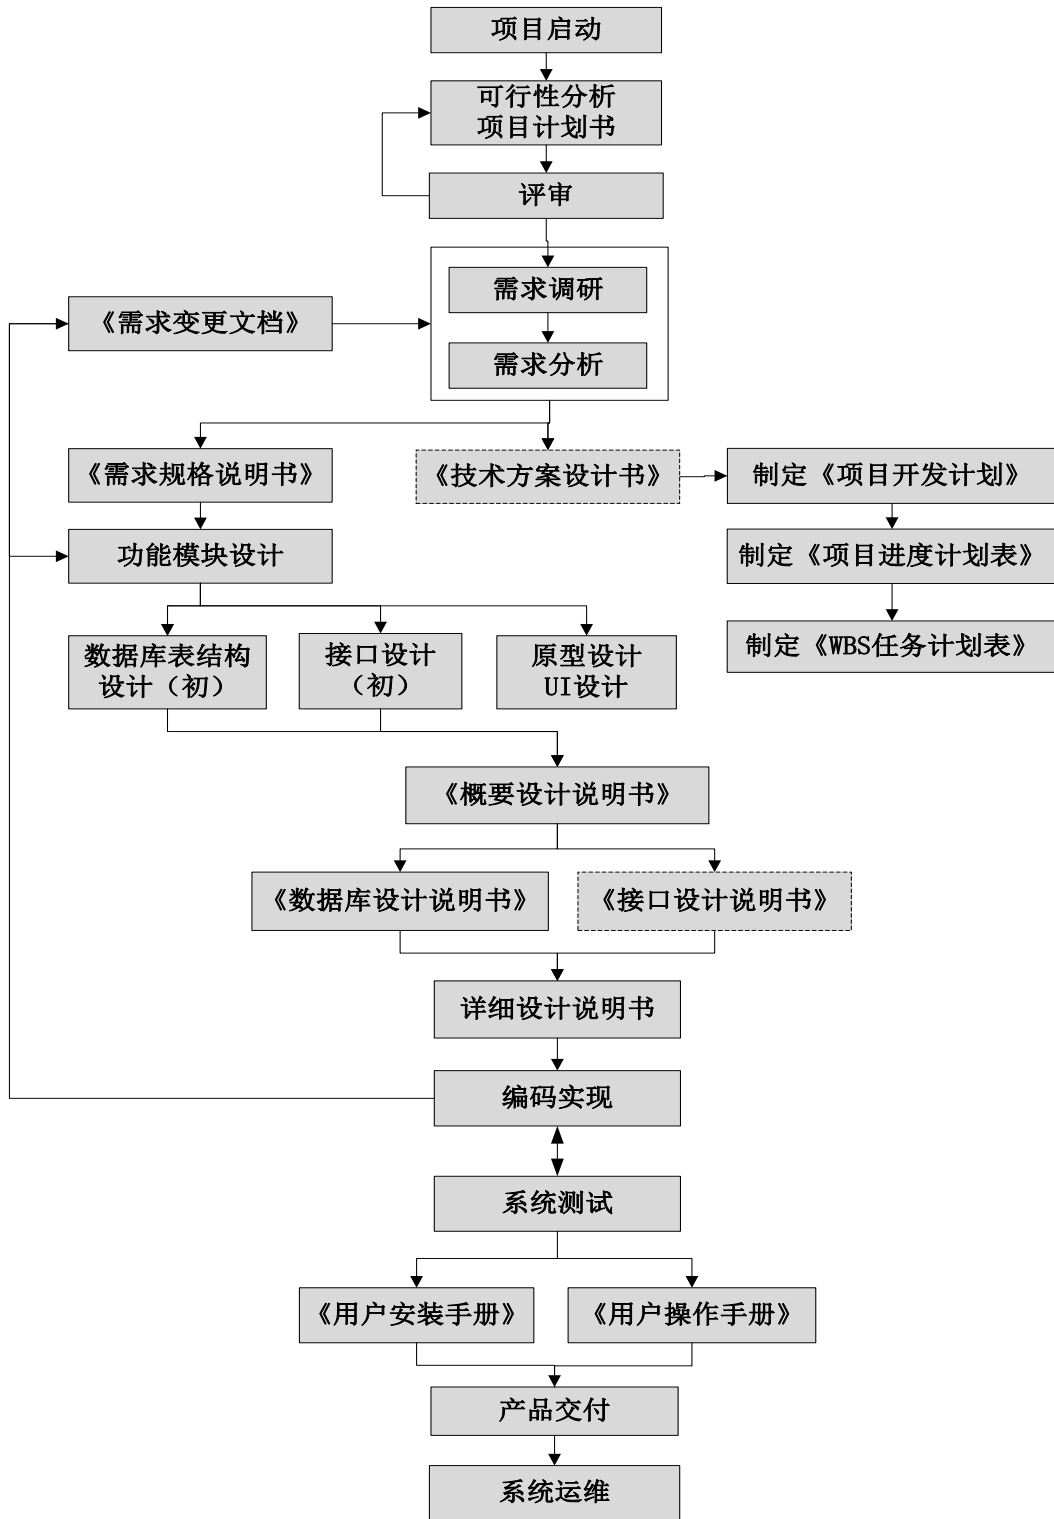 项目启动
可行性分析
项目计划书
评审
需求调研
《需求变更文档》
需求分析
《需求规格说明书》
《技术方案设计书》
制定《项目开发计划》
功能模块设计
制定《项目进度计划表》
数据库表结构
设计（初）
接口设计
（初）
原型设计
UI设计
制定《WBS任务计划表》
《概要设计说明书》
《数据库设计说明书》
《接口设计说明书》
详细设计说明书
编码实现
系统测试
《用户安装手册》
《用户操作手册》
产品交付
系统运维